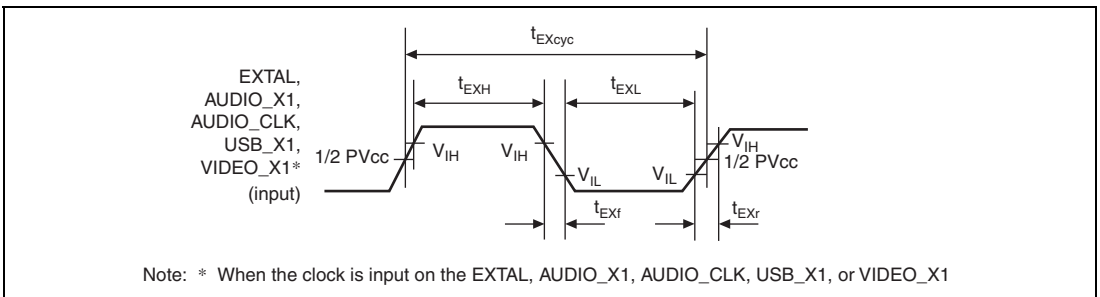 tEXcyc
EXTAL,
AUDIO_X1,
AUDIO_CLK,
USB_X1,
VIDEO_X1*
(input)
tEXH
tEXL
1/2 PVcc
VIH
VIH
VIL
VIL
VIH
1/2 PVcc
tEXf
tEXr
Note: * When the clock is input on the EXTAL, AUDIO_X1, AUDIO_CLK, USB_X1, or VIDEO_X1